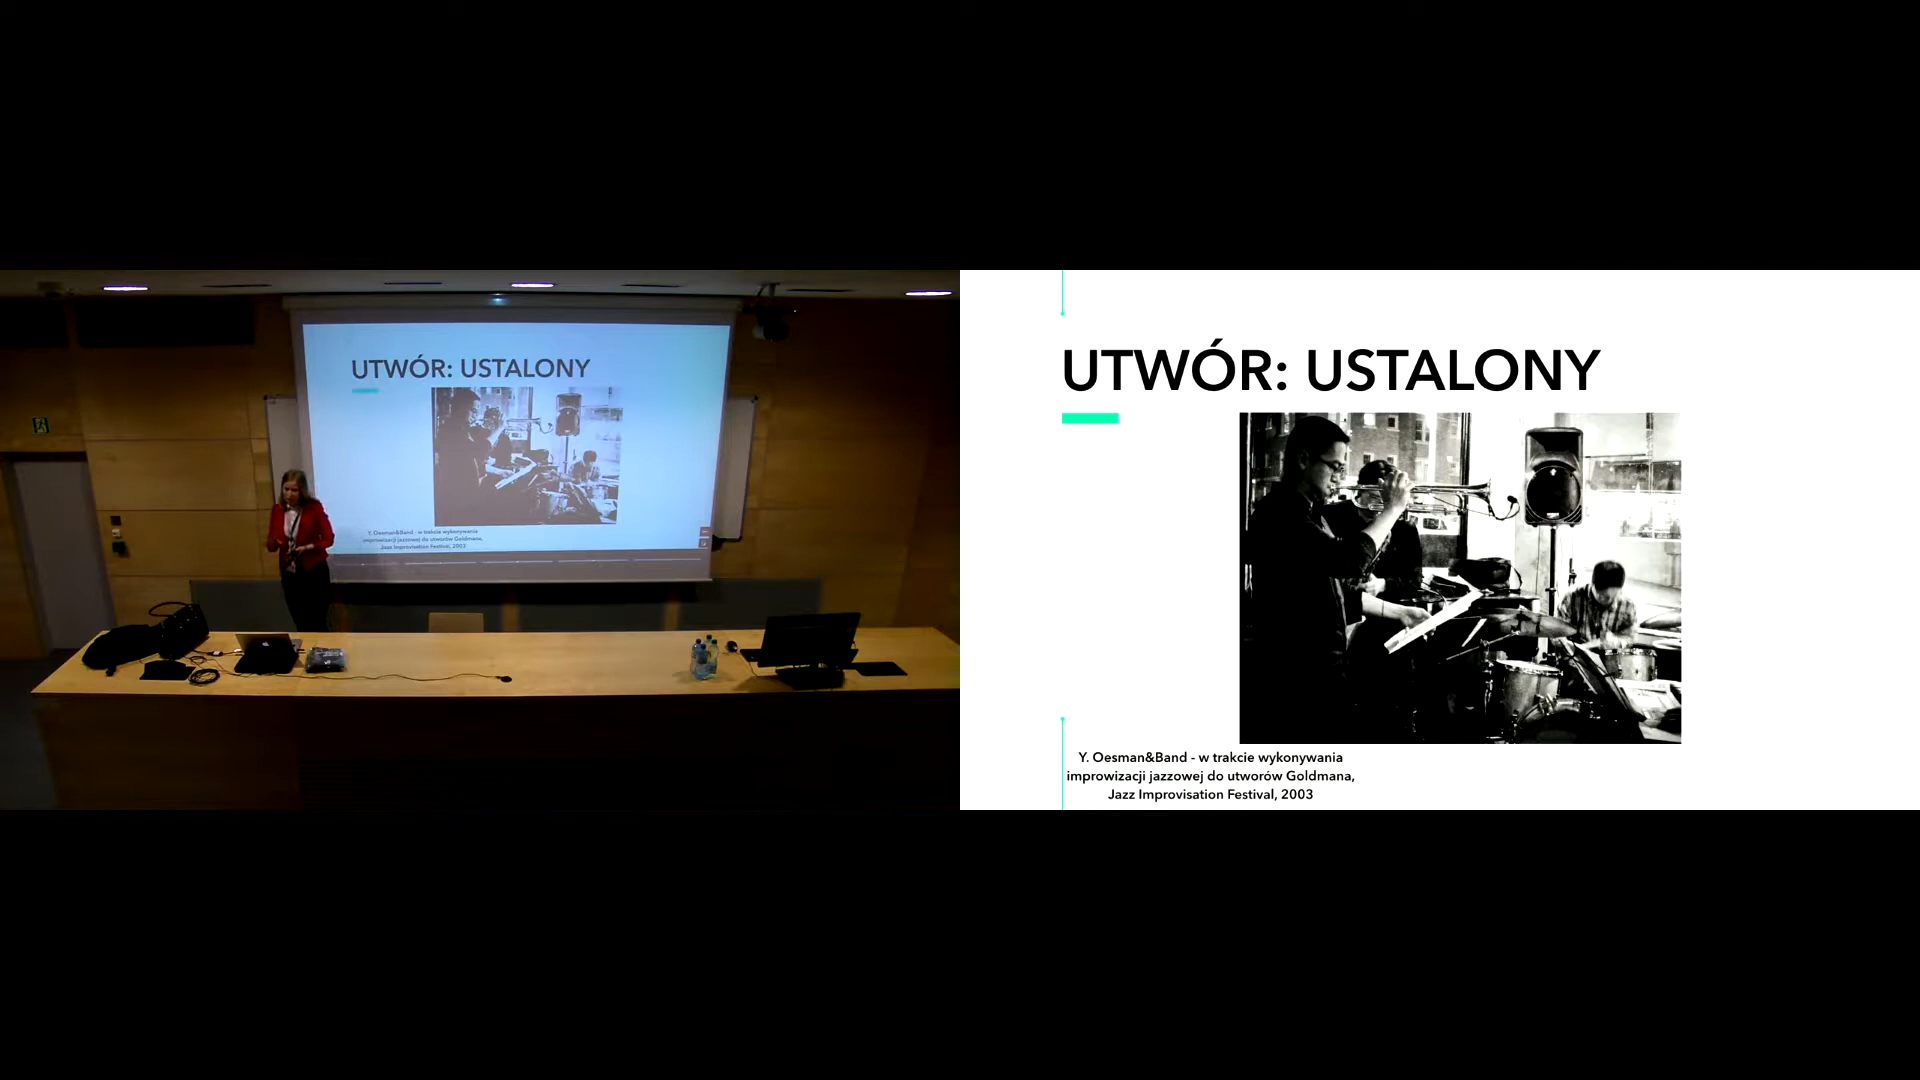 UTWÓR: USTALONY
Y. Oesman&Band - w trakcie wykonywania
improwizacji jazzowej do utworów Goldmana,
Jazz Improvisation Festival, 2003
UTWÓR: USTALONY
Y. Oesman&Band - w trakcie wykonywania
improwizacji jazzowej do utworów Goldmana,
Jazz Improvisation Festival, 2003